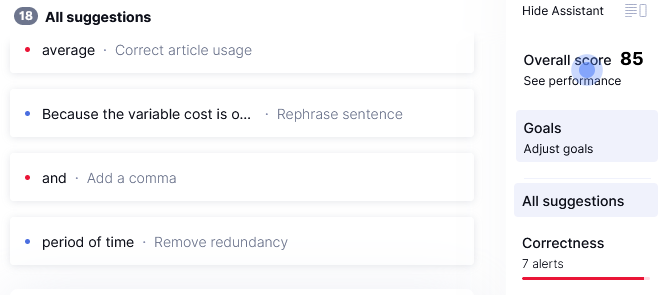 18 All suggestions
average · Correct article usage
Because the variable cost is o... · Rephrase sentence
and · Add a comma
period of time · Remove redundancy
Hide Assistant
Overall score 85
See performance
Goals
Adjust goals
All suggestions
Correctness
7 alerts